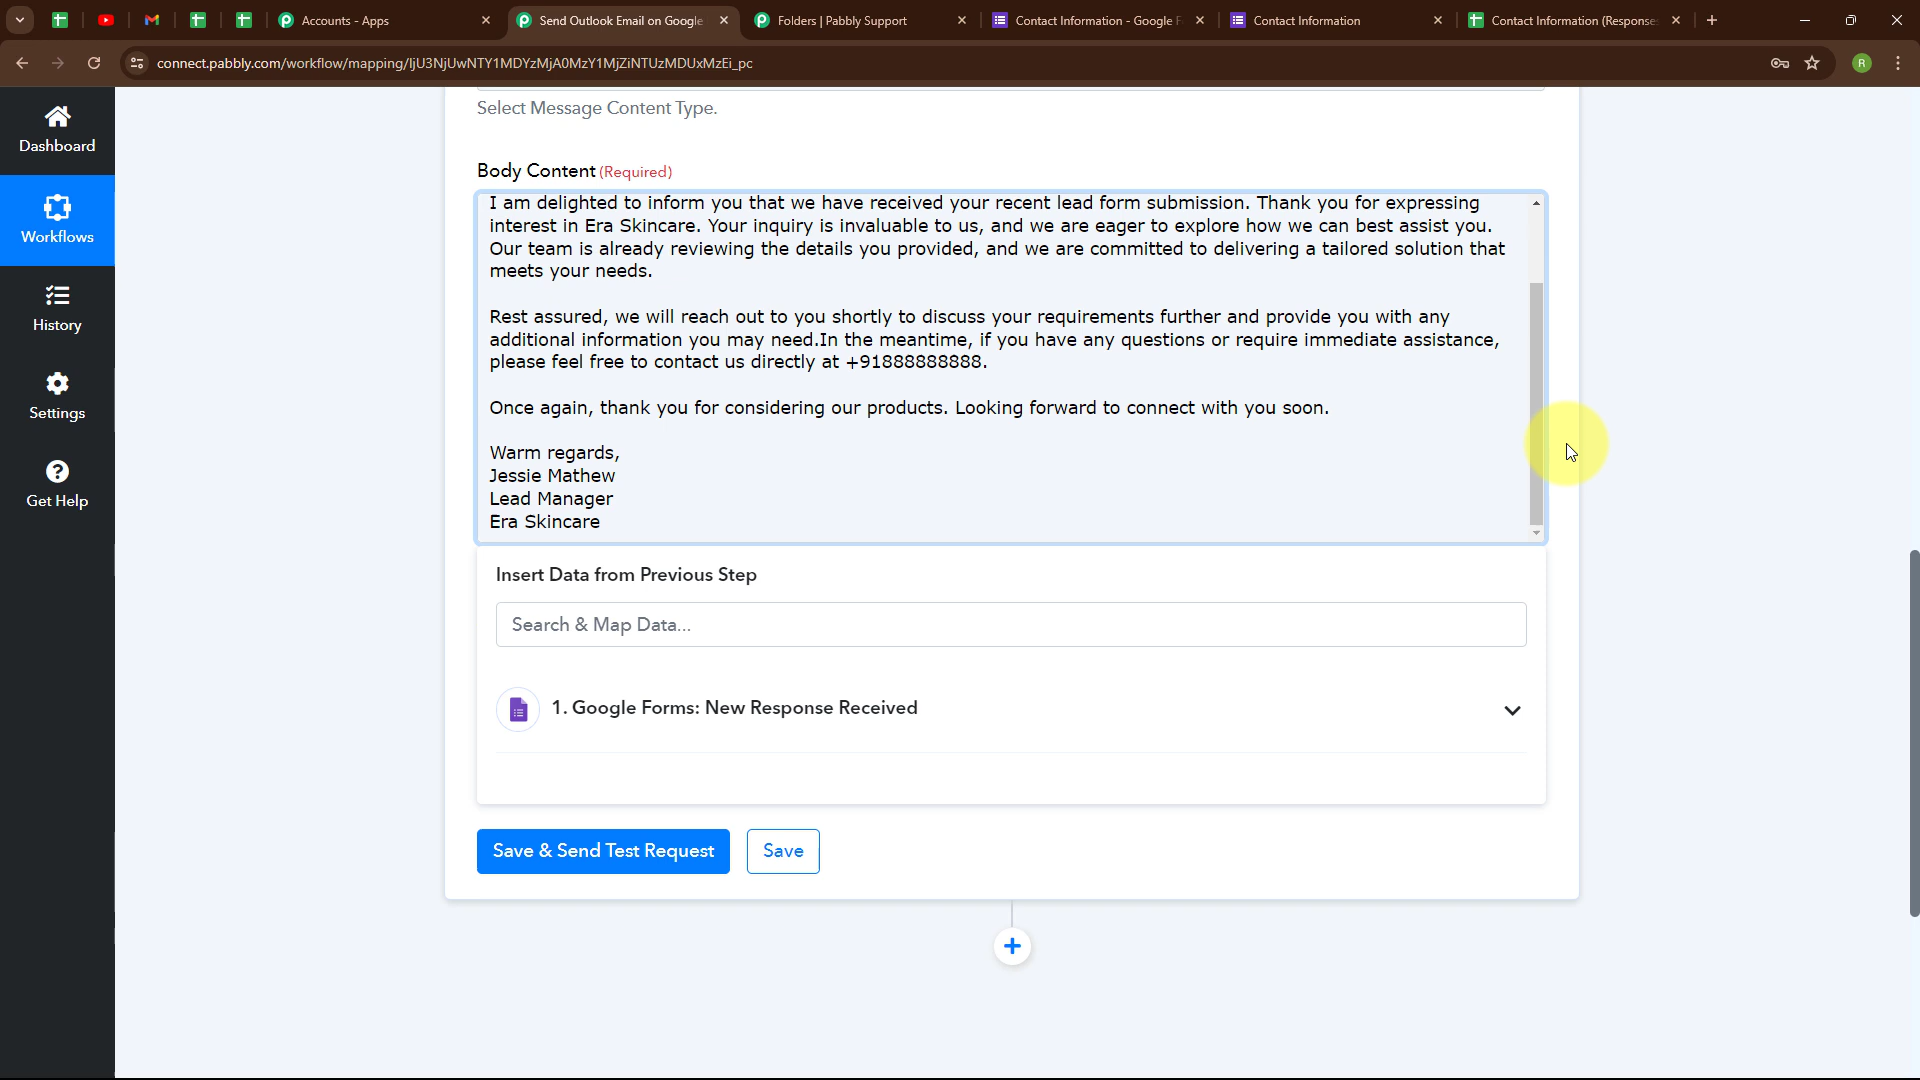 Accounts - Apps
Send Outlook Email on Google
Folders | Pabbly Support
Contact Information - Google F
Contact Information
Contact Information (Response
connect.pabbly.com/workflow/mapping/IjU3NjUwNTY1MDYzMjA0MzY1MjZiNTUzMDUxMzEi_pc
R
Dashboard
Workflows
History
Settings
Get Help
Select Message Content Type.
Body Content (Required)
I am delighted to inform you that we have received your recent lead form submission. Thank you for expressing
interest in Era Skincare. Your inquiry is invaluable to us, and we are eager to explore how we can best assist you.
Our team is already reviewing the details you provided, and we are committed to delivering a tailored solution that
meets your needs.
Rest assured, we will reach out to you shortly to discuss your requirements further and provide you with any
additional information you may need.In the meantime, if you have any questions or require immediate assistance,
please feel free to contact us directly at +91888888888.
Once again, thank you for considering our products. Looking forward to connect with you soon.
Warm regards,
Jessie Mathew
Lead Manager
Era Skincare
Insert Data from Previous Step
Search & Map Data...
1. Google Forms: New Response Received
Save & Send Test Request
Save